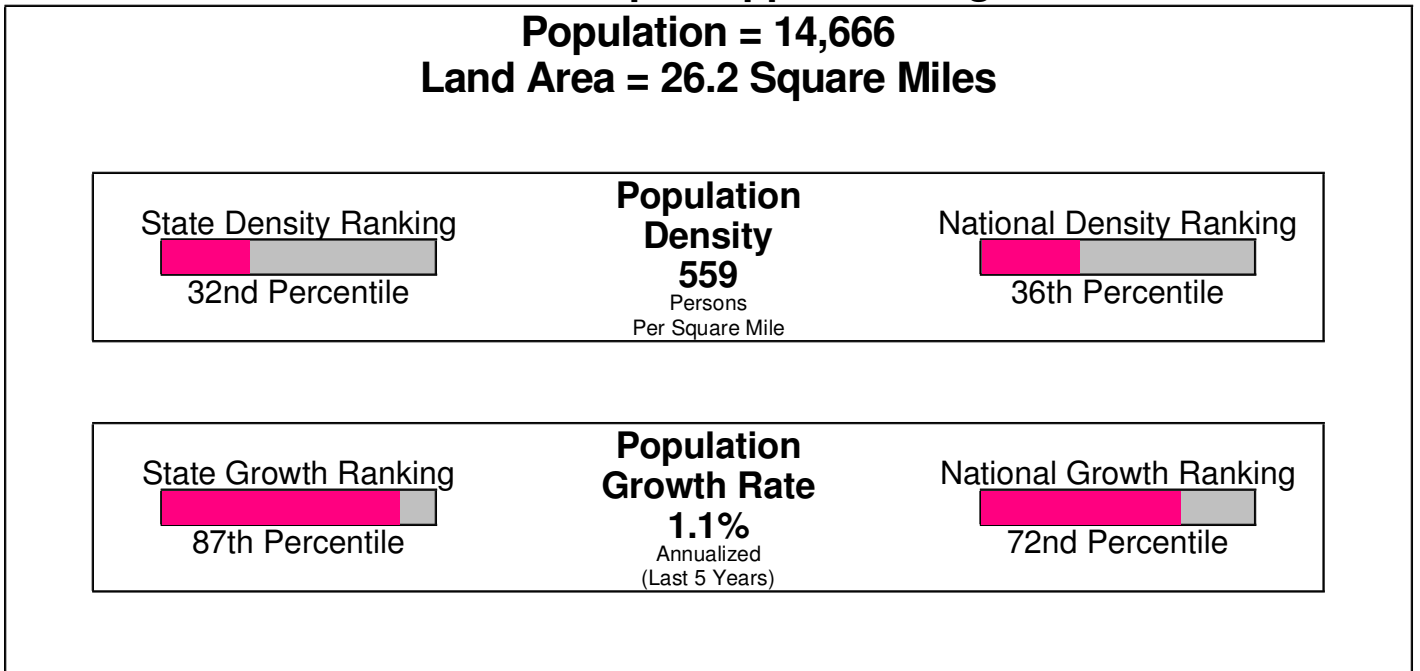 Population = 14,666
Land Area = 26.2 Square Miles
State Density Ranking
32nd Percentile
Population
Density
559
Persons
Per Square Mile
National Density Ranking
36th Percentile
State Growth Ranking
87th Percentile
Population
Growth Rate
1.1%
Annualized
(Last 5 Years)
National Growth Ranking
72nd Percentile